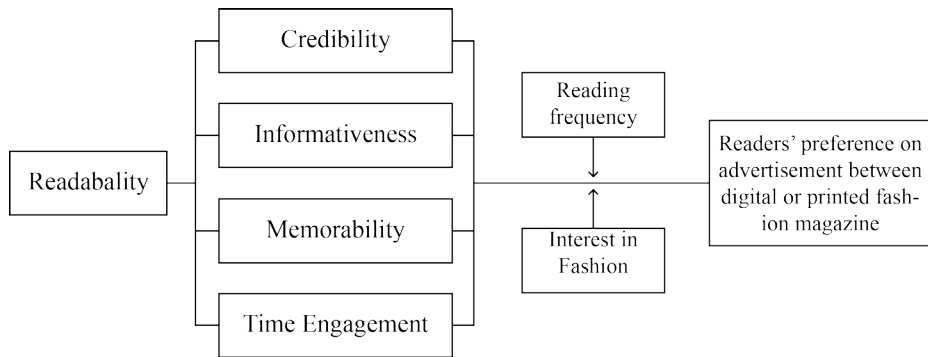 Readabality
Credibility
Informativeness
Memorability
Time Engagement
Reading
frequency
Interest in
Fashion
Readers’ preference on
advertisement between
digital or printed fash-
ion magazine